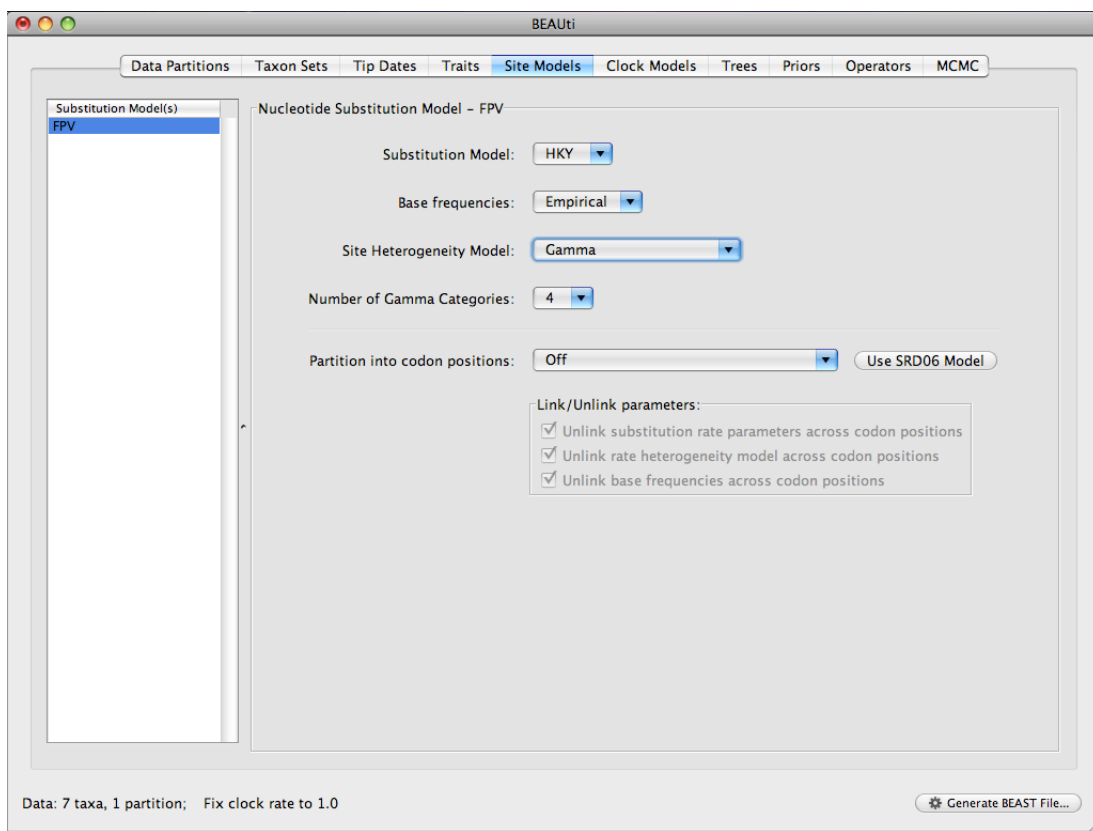 BEAUti
Data Partitions Taxon Sets Tip Dates Traits Site Models Clock Models Trees Priors Operators MCMC
Substitution Model(s)
FPV
Nucleotide Substitution Model – FPV
Substitution Model: HKY
Base frequencies: Empirical
Site Heterogeneity Model: Gamma
Number of Gamma Categories: 4
Partition into codon positions: Off Use SRD06 Model
Link/Unlink parameters:
Unlink substitution rate parameters across codon positions
Unlink rate heterogeneity model across codon positions
Unlink base frequencies across codon positions
Data: 7 taxa, 1 partition; Fix clock rate to 1.0 Generate BEAST File...